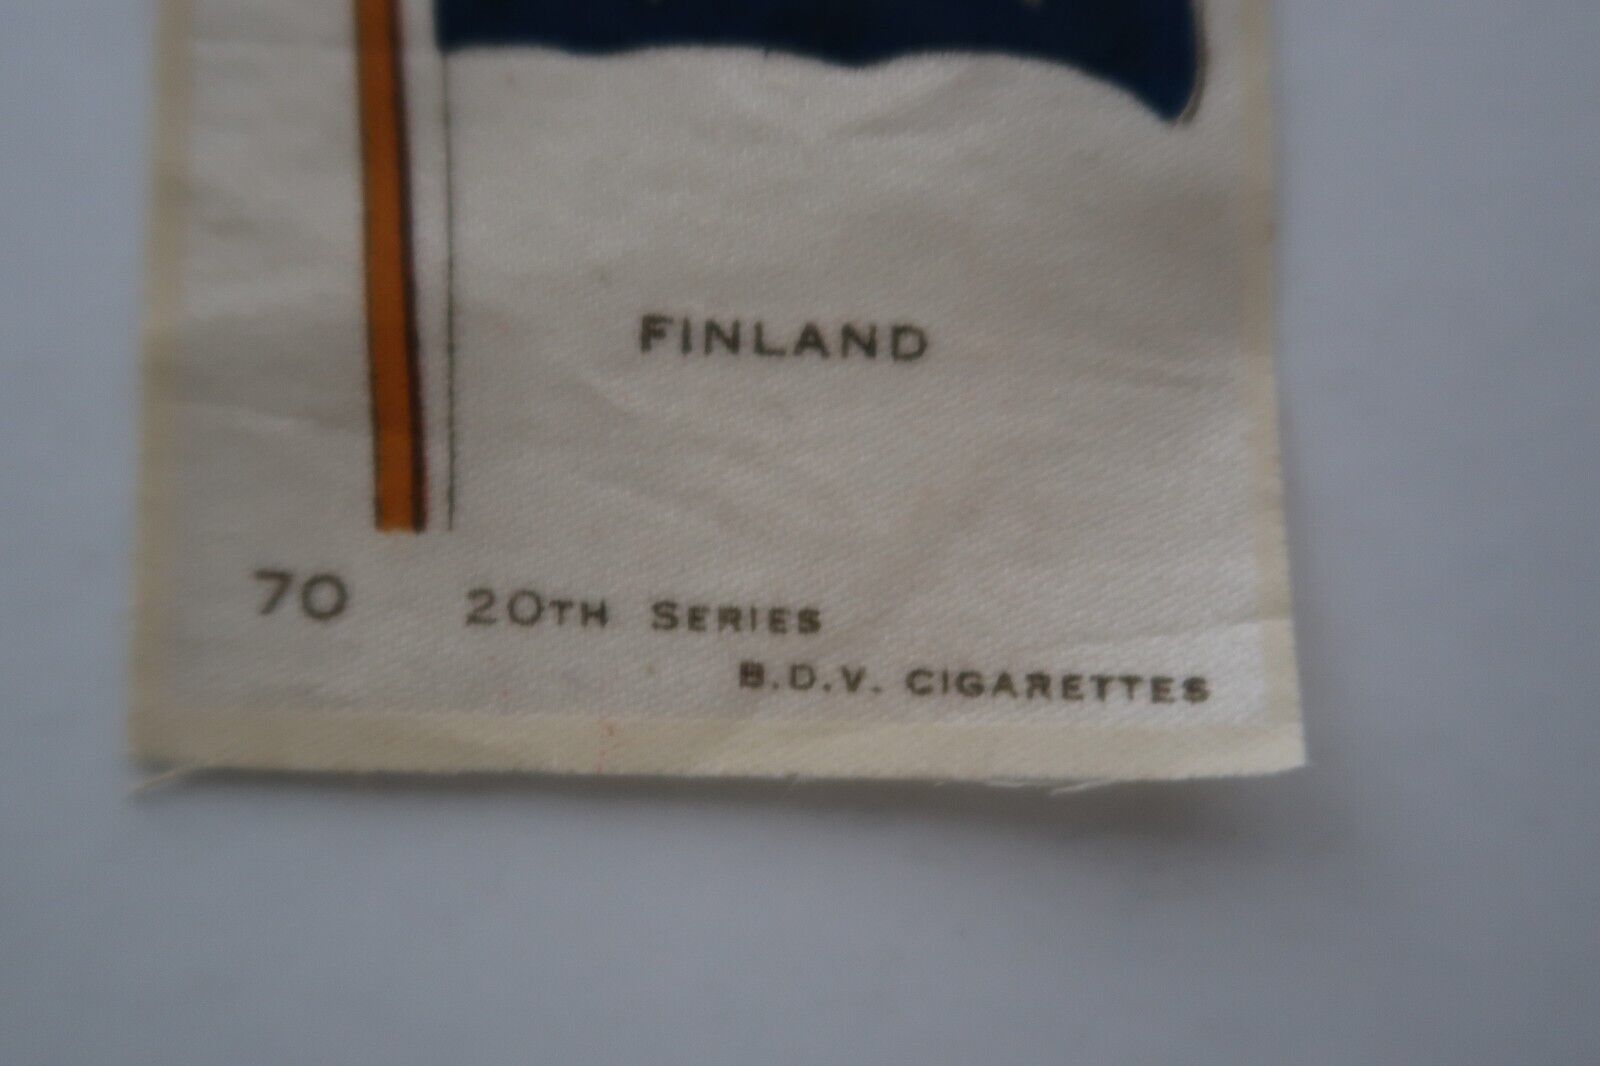 FINLAND
70 20TH SERIES
B.D.V. CIGARETTES